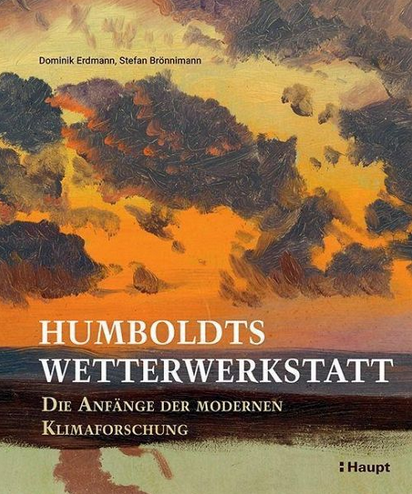 Dominik Erdmann, Stefan Brönnimann
HUMBOLDTS
WETTERWERKSTATT
DIE ANFÄNGE DER MODERNEN
KLIMAFORSCHUNG
Haupt